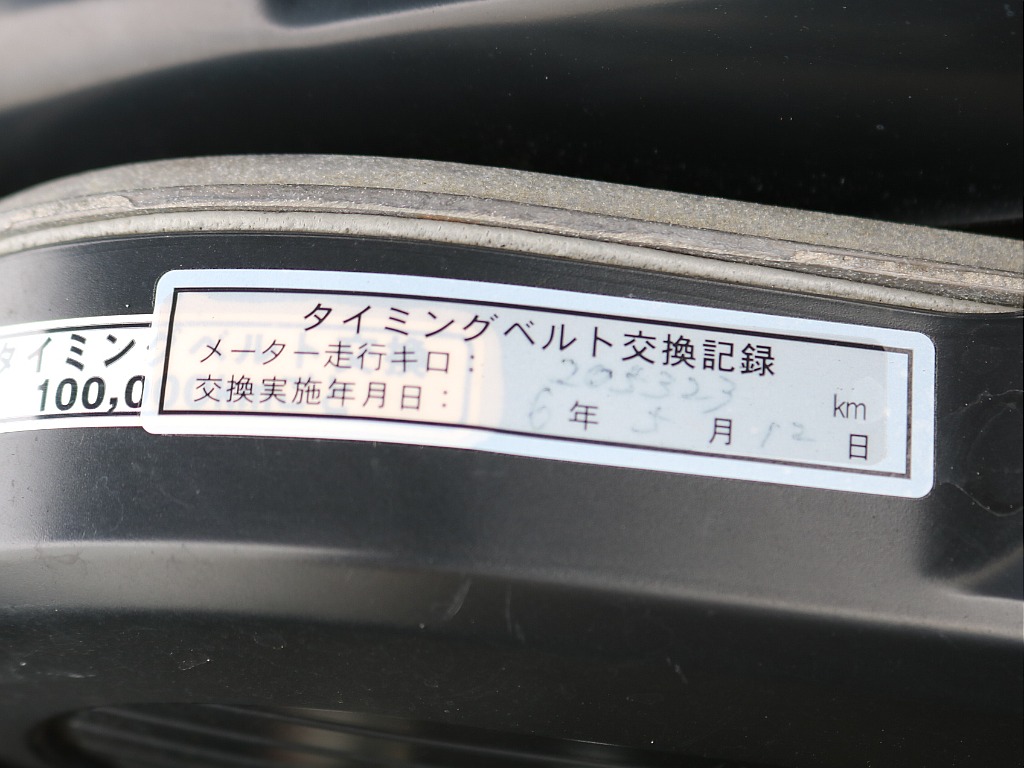 タイミングベルト交換記録
メーター走行キロ： 205323 km
交換実施年月日： 6 年 5 月 12 日
タイミン
100,0